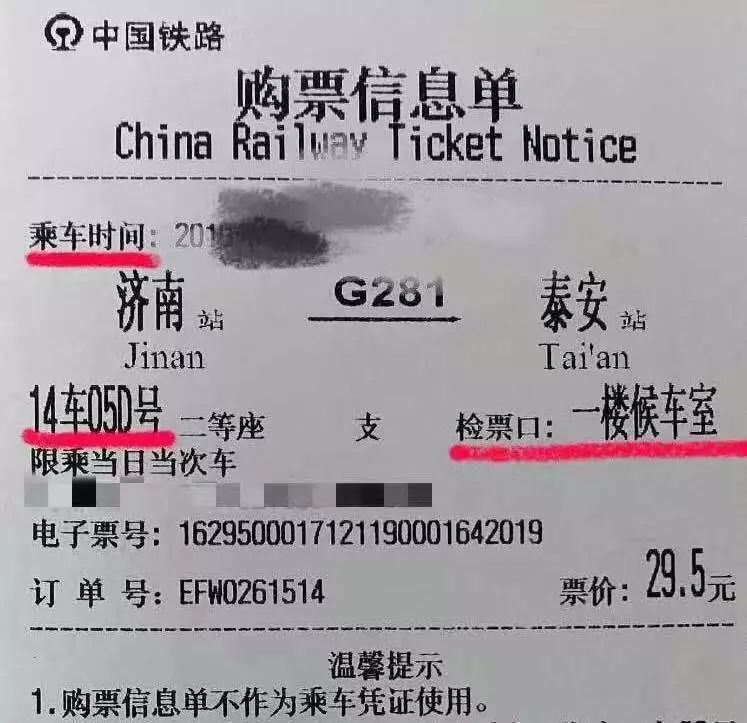 中国铁路
购票信息单
China Railway Ticket Notice
乘车时间：201
济南站 G281 泰安站
Jinan Tai'an
14车05D号 二等座 支 检票口：一楼候车室
限乘当日当次车
电子票号：1629500017121190001642019
订单号：EFW0261514 票价：29.5元
温馨提示
1.购票信息单不作为乘车凭证使用。